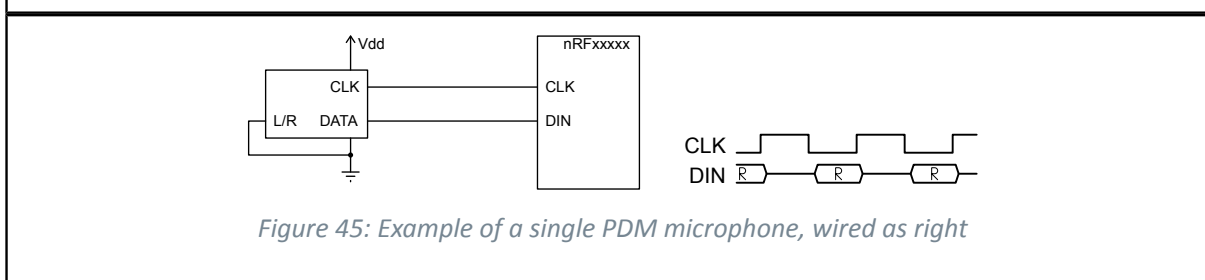 Vdd
nRFxxxxx
CLK
CLK
L/R DATA
DIN
CLK
DIN R R R
Figure 45: Example of a single PDM microphone, wired as right